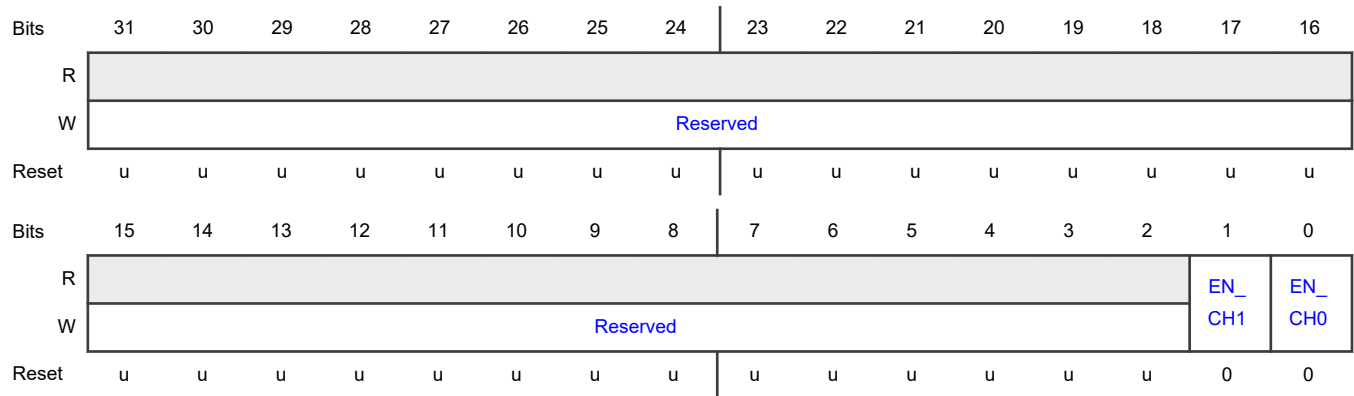 Bits 31 30 29 28 27 26 25 24 23 22 21 20 19 18 17 16
R
W Reserved
Reset u u u u u u u u u u u u u u u u
Bits 15 14 13 12 11 10 9 8 7 6 5 4 3 2 1 0
R
EN_ EN_
W Reserved CH1 CH0
Reset u u u u u u u u u u u u u u 0 0